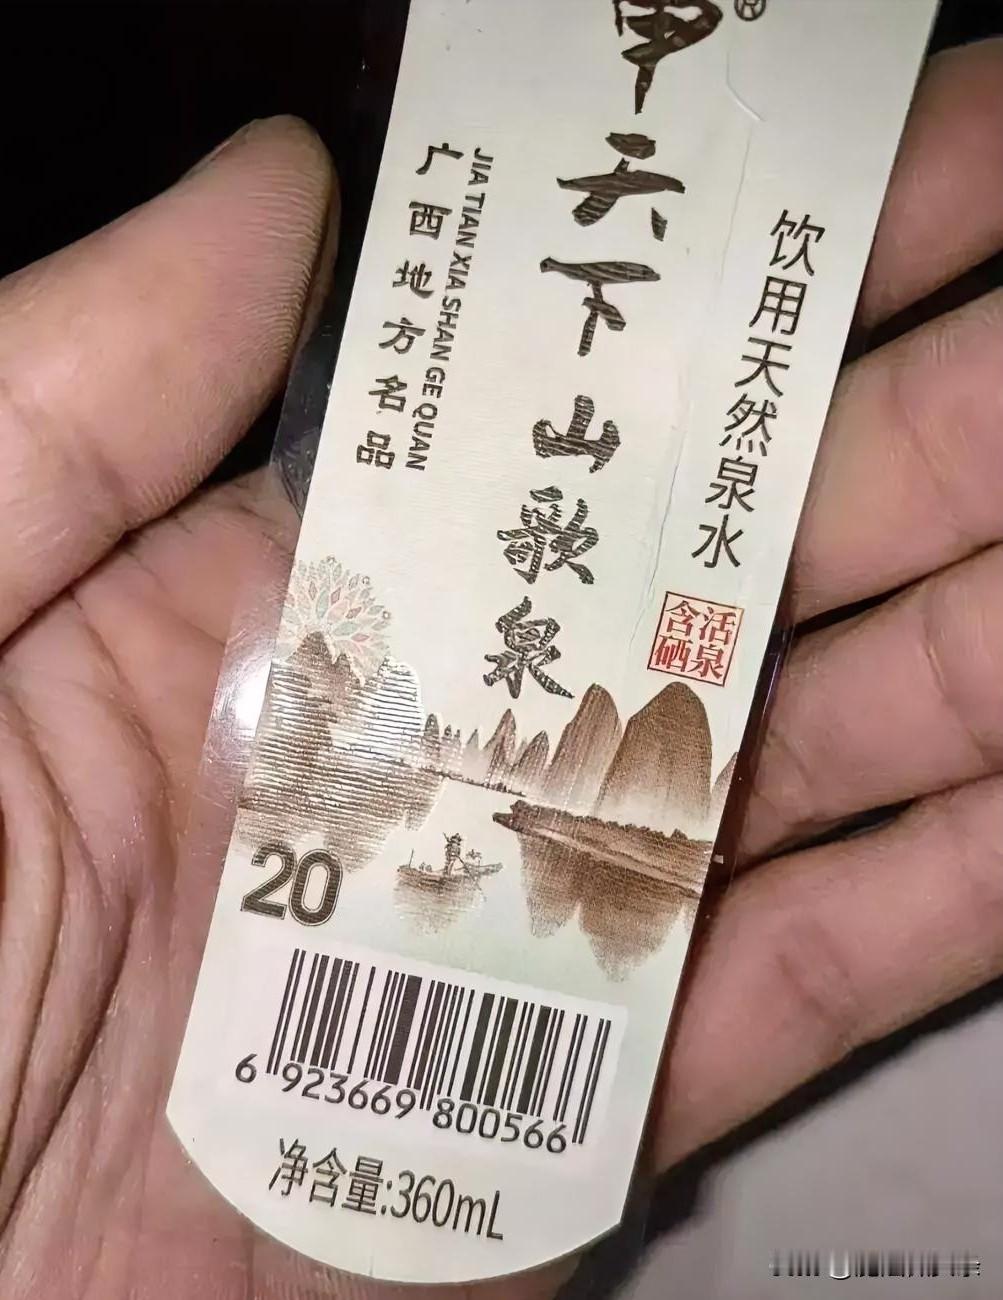 甲天下山歌泉
®
JIA TIAN XIA SHAN GE QUAN
广西地方名品
饮用天然泉水
活泉
含硒
20
6 923669 800566
净含量:360mL